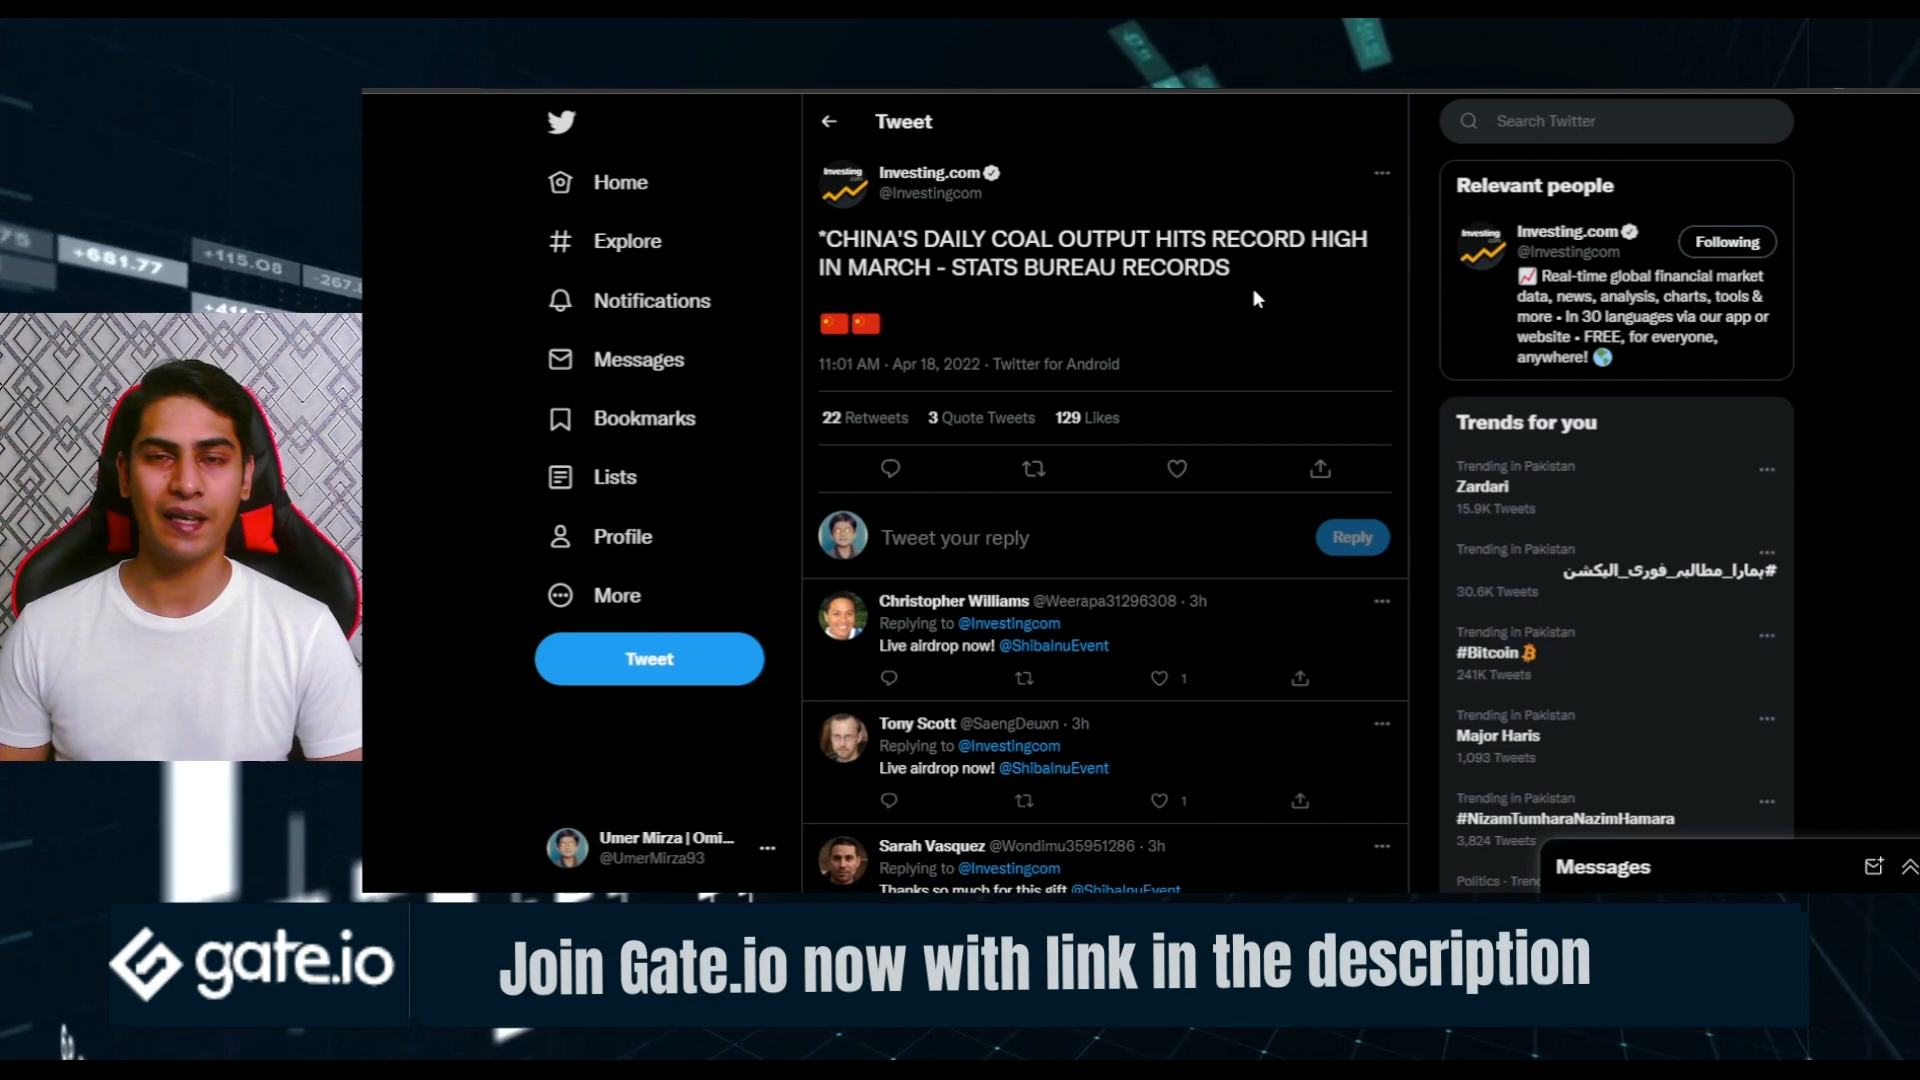 +681.77
+115.08
Home
Explore
Notifications
Messages
Bookmarks
Lists
Profile
More
Tweet
Umer Mirza | Omi...
@UmerMirza93
Tweet
Investing.com
@Investingcom
*CHINA'S DAILY COAL OUTPUT HITS RECORD HIGH
IN MARCH - STATS BUREAU RECORDS
11:01 AM · Apr 18, 2022 · Twitter for Android
22 Retweets 3 Quote Tweets 129 Likes
Tweet your reply
Reply
Christopher Williams @Weerapa31296308 · 3h
Replying to @Investingcom
Live airdrop now! @ShibaInuEvent
1
Tony Scott @SaengDeuxn · 3h
Replying to @Investingcom
Live airdrop now! @ShibaInuEvent
1
Sarah Vasquez @Wondimu35951286 · 3h
Replying to @Investingcom
Thanks so much for this gift @ShibaInuEvent
Search Twitter
Relevant people
Investing.com
@Investingcom
Following
Real-time global financial market
data, news, analysis, charts, tools &
more • In 30 languages via our app or
website • FREE, for everyone,
anywhere!
Trends for you
Trending in Pakistan
Zardari
15.9K Tweets
Trending in Pakistan
#ہمارا_مطالبہ_فوری_الیکشن
30.6K Tweets
Trending in Pakistan
#Bitcoin
241K Tweets
Trending in Pakistan
Major Haris
1,093 Tweets
Trending in Pakistan
#NizamTumharaNazimHamara
3,824 Tweets
Politics · Trend
Messages
gate.io
Join Gate.io now with link in the description